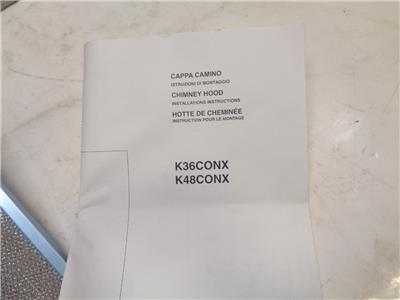 CAPPA CAMINO
ISTRUZIONI DI MONTAGGIO
CHIMNEY HOOD
INSTALLATIONS INSTRUCTIONS
HOTTE DE CHEMINÉE
INSTRUCTION POUR LE MONTAGE
K36CONX
K48CONX